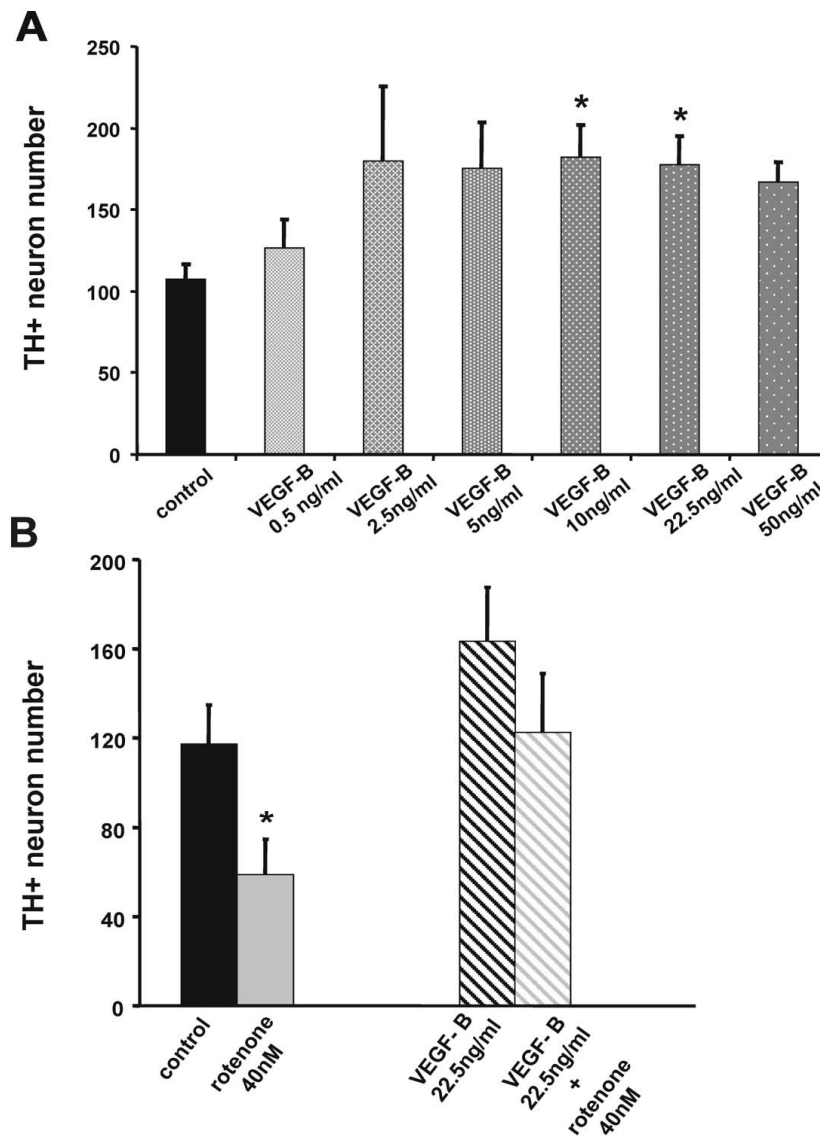 A
TH+ neuron number
250
200
150
100
50
0
*
*
control
VEGF-B
0.5 ng/ml
VEGF-B
2.5ng/ml
VEGF-B
5ng/ml
VEGF-B
10ng/ml
VEGF-B
22.5ng/ml
VEGF-B
50ng/ml
B
TH+ neuron number
200
160
120
80
40
0
*
control
rotenone
40nM
VEGF- B
22.5ng/ml
VEGF- B
22.5ng/ml
+
rotenone
40nM